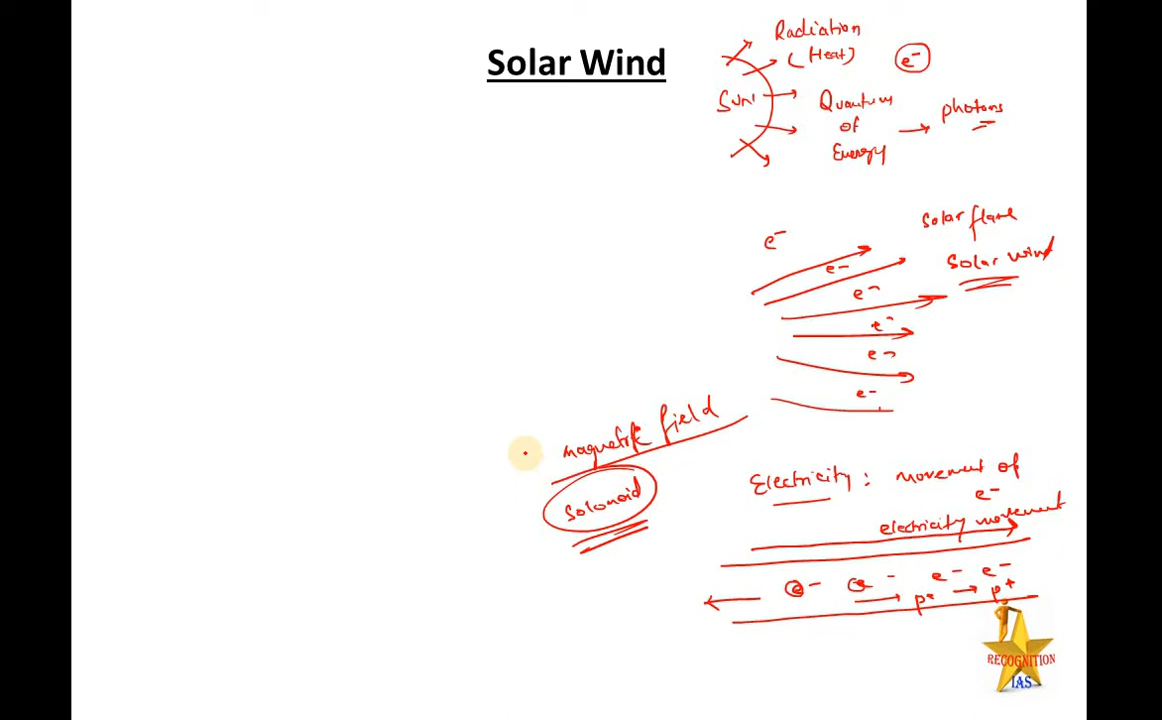 Solar Wind
Radiation
(Heat)
e-
Sun
Quantum
of
Energy
photons
Solar flare
Solar wind
e-
e-
e-
e-
e-
e-
magnetic field
Solonoid
Electricity : movement of
e-
electricity movement
e- e- e- e-
p+ p+
RECOGNITION
IAS